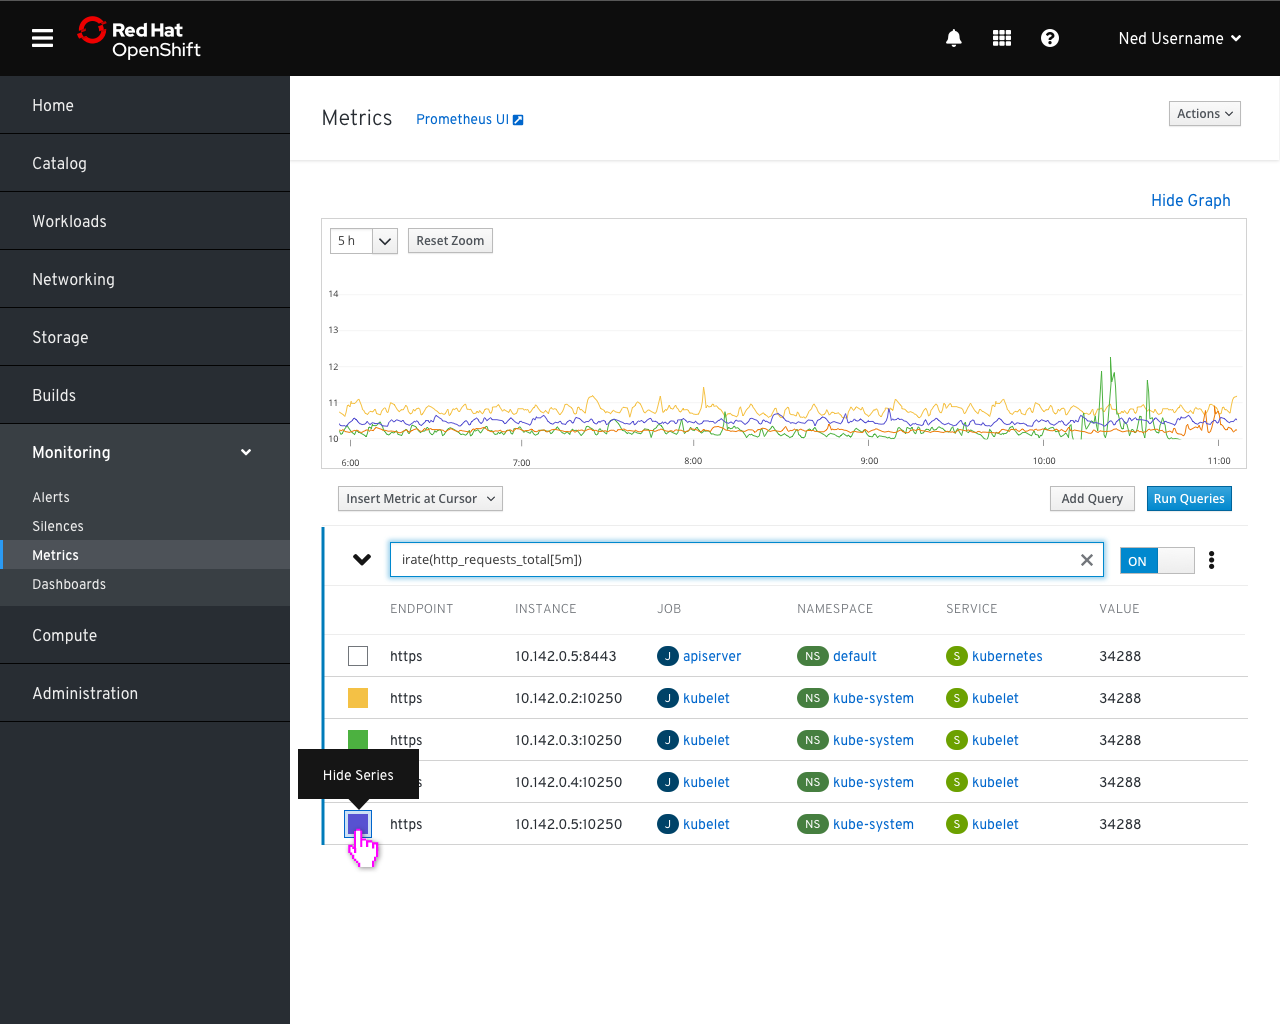 Red Hat
OpenShift
Ned Username
Home
Catalog
Workloads
Networking
Storage
Builds
Monitoring
Alerts
Silences
Metrics
Dashboards
Compute
Administration
Metrics Prometheus UI
Actions
Hide Graph
5 h Reset Zoom
14
13
12
11
10
6:00 7:00 8:00 9:00 10:00 11:00
Insert Metric at Cursor Add Query Run Queries
irate(http_requests_total[5m]) ON
ENDPOINT INSTANCE JOB NAMESPACE SERVICE VALUE
https 10.142.0.5:8443 J apiserver NS default S kubernetes 34288
https 10.142.0.2:10250 J kubelet NS kube-system S kubelet 34288
https 10.142.0.3:10250 J kubelet NS kube-system S kubelet 34288
10.142.0.4:10250 J kubelet NS kube-system S kubelet 34288
Hide Series
https 10.142.0.5:10250 J kubelet NS kube-system S kubelet 34288